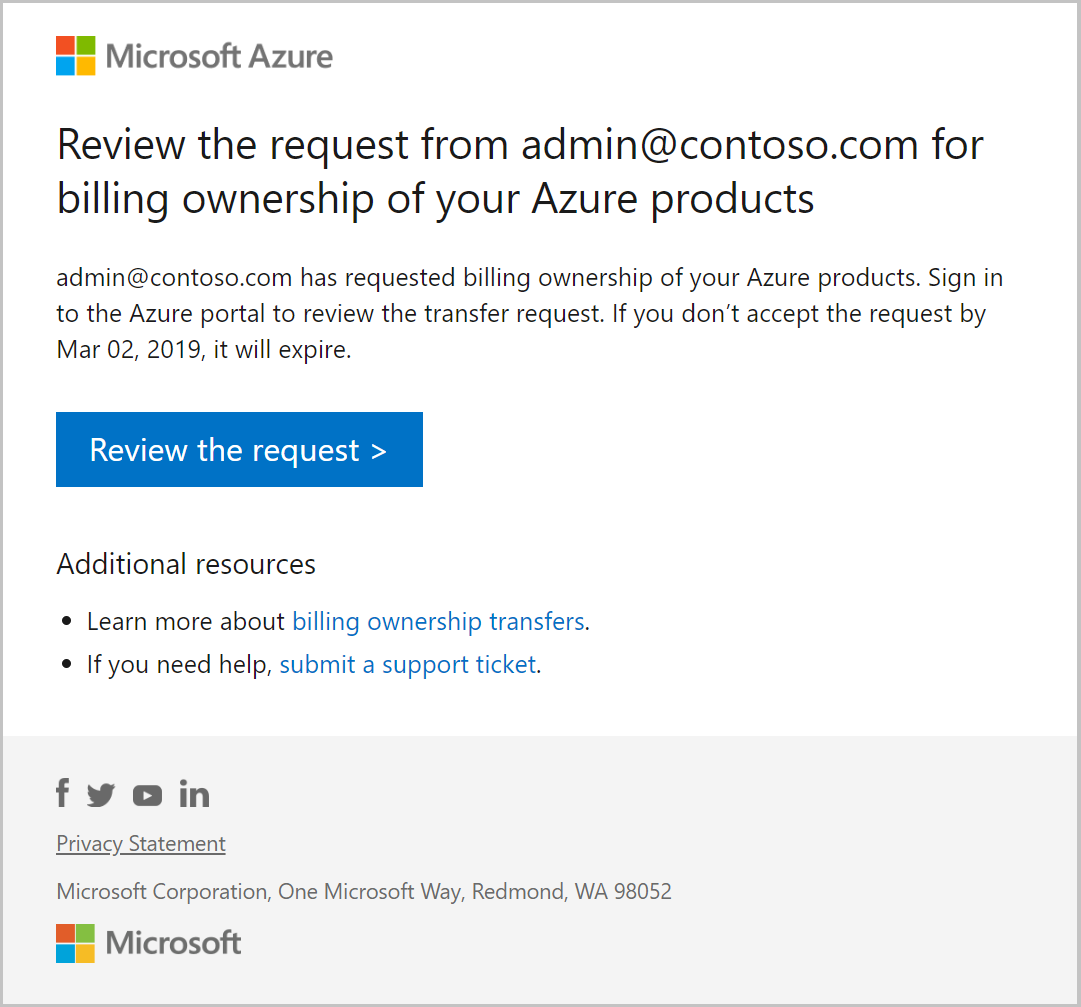 Microsoft Azure
Review the request from admin@contoso.com for
billing ownership of your Azure products
admin@contoso.com has requested billing ownership of your Azure products. Sign in
to the Azure portal to review the transfer request. If you don’t accept the request by
Mar 02, 2019, it will expire.
Review the request >
Additional resources
• Learn more about billing ownership transfers.
• If you need help, submit a support ticket.
Privacy Statement
Microsoft Corporation, One Microsoft Way, Redmond, WA 98052
Microsoft